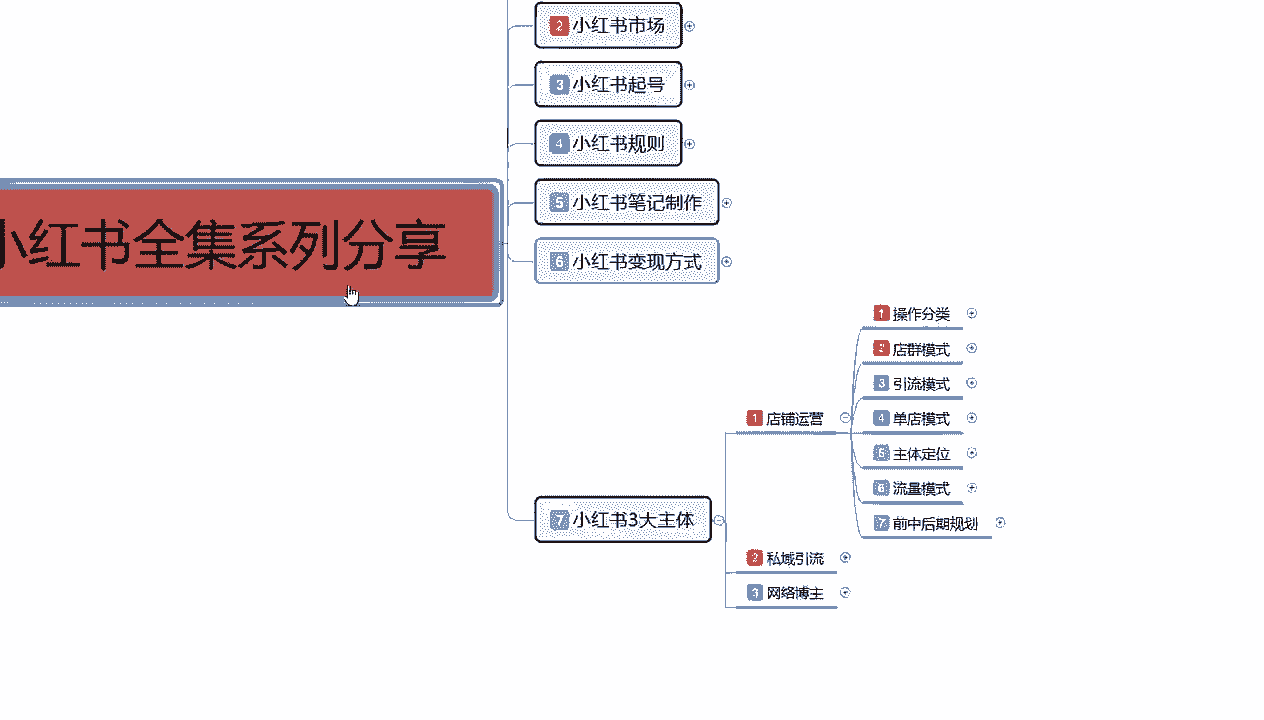 2 小红书市场
3 小红书起号
4 小红书规则
小红书全集系列分享
5 小红书笔记制作
6 小红书变现方式
7 小红书3大主体
1 店铺运营
1 操作分类
2 店群模式
3 引流模式
4 单店模式
5 主体定位
6 流量模式
7 前中后期规划
2 私域引流
3 网络博主